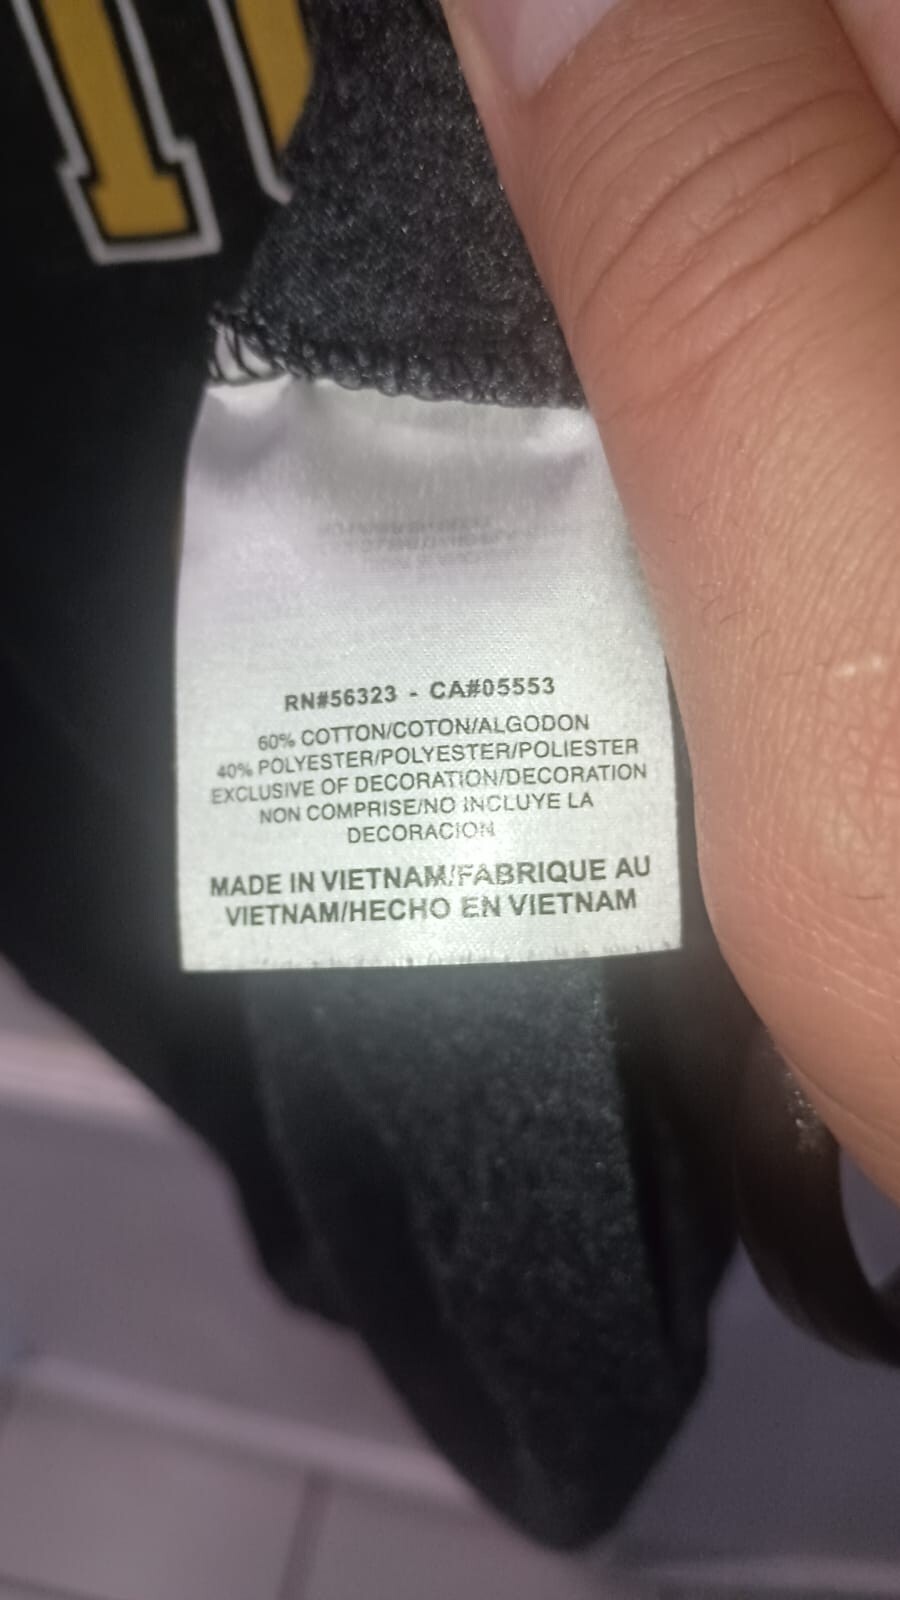 RN#56323 - CA#05553
60% COTTON/COTON/ALGODON
40% POLYESTER/POLYESTER/POLIESTER
EXCLUSIVE OF DECORATION/DECORATION
NON COMPRISE/NO INCLUYE LA
DECORACION
MADE IN VIETNAM/FABRIQUE AU
VIETNAM/HECHO EN VIETNAM